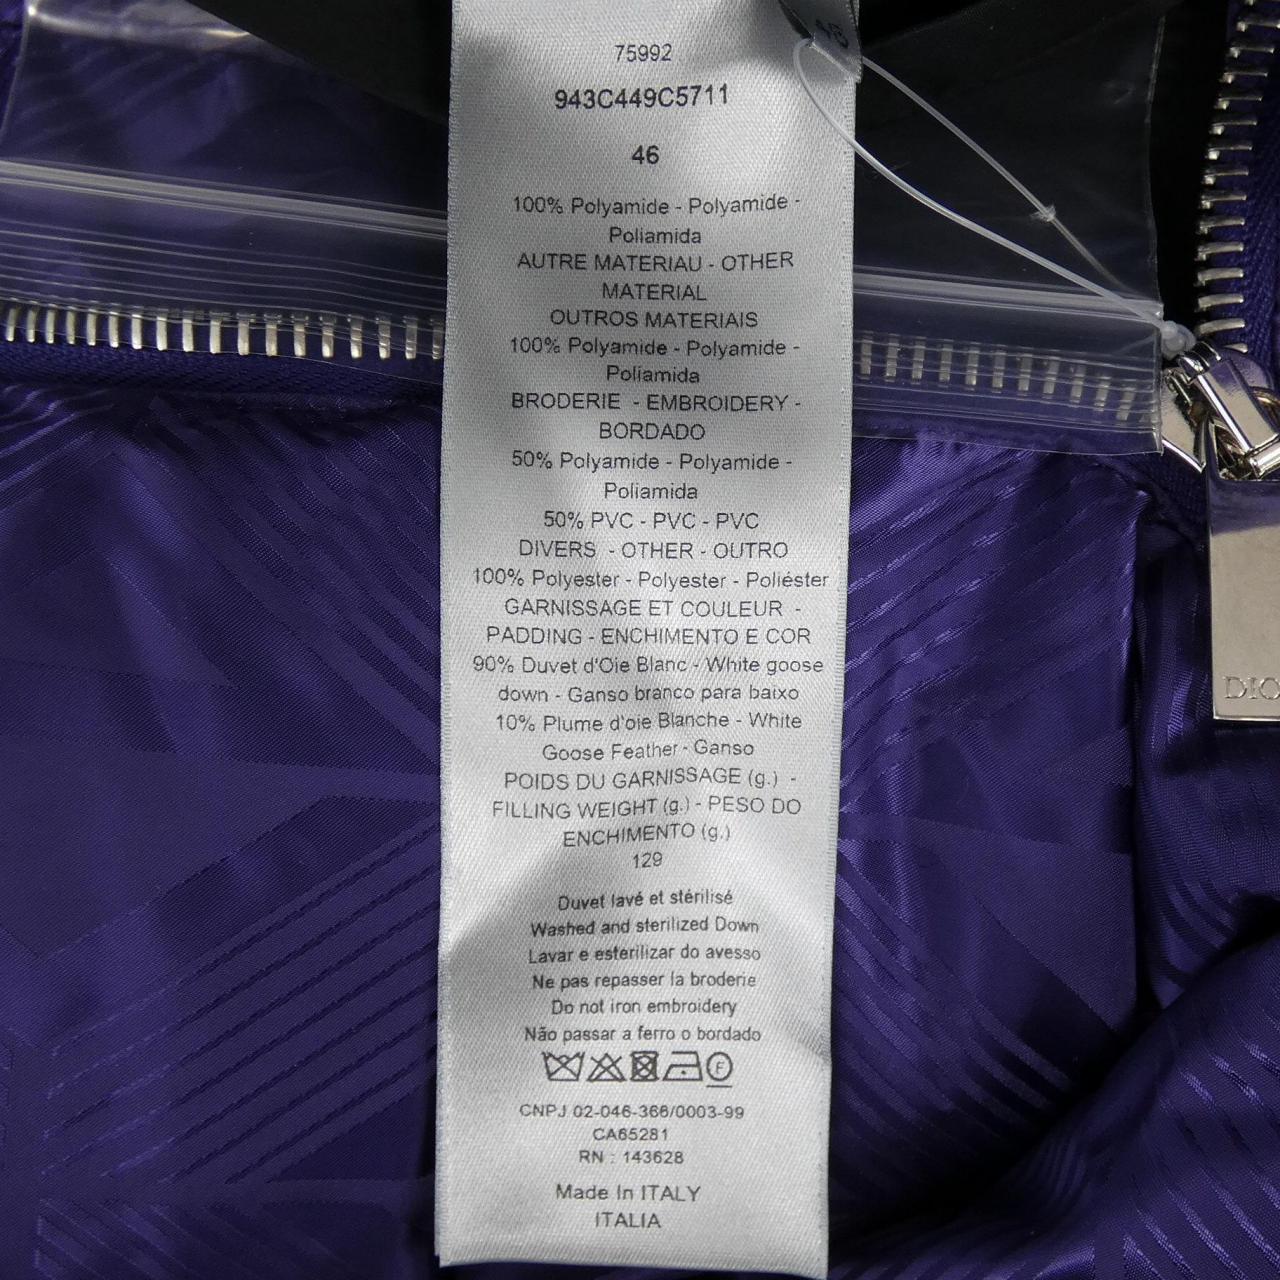 75992
943C449C5711
46
100% Polyamide - Polyamide -
Poliamida
AUTRE MATERIAU - OTHER
MATERIAL
OUTROS MATERIAIS
100% Polyamide - Polyamide -
Poliamida
BRODERIE - EMBROIDERY -
BORDADO
50% Polyamide - Polyamide -
Poliamida
50% PVC - PVC - PVC
DIVERS - OTHER - OUTRO
100% Polyester - Polyester - Poliéster
GARNISSAGE ET COULEUR -
PADDING - ENCHIMENTO E COR
90% Duvet d'Oie Blanc - White goose
down - Ganso branco para baixo
10% Plume d'oie Blanche - White
Goose Feather - Ganso
POIDS DU GARNISSAGE (g.) -
FILLING WEIGHT (g.) - PESO DO
ENCHIMENTO (g.)
129
Duvet lavé et stérilisé
Washed and sterilized Down
Lavar e esterilizar do avesso
Ne pas repasser la broderie
Do not iron embroidery
Não passar a ferro o bordado
F
CNPJ 02-046-366/0003-99
CA65281
RN : 143628
Made In ITALY
ITALIA
DIO